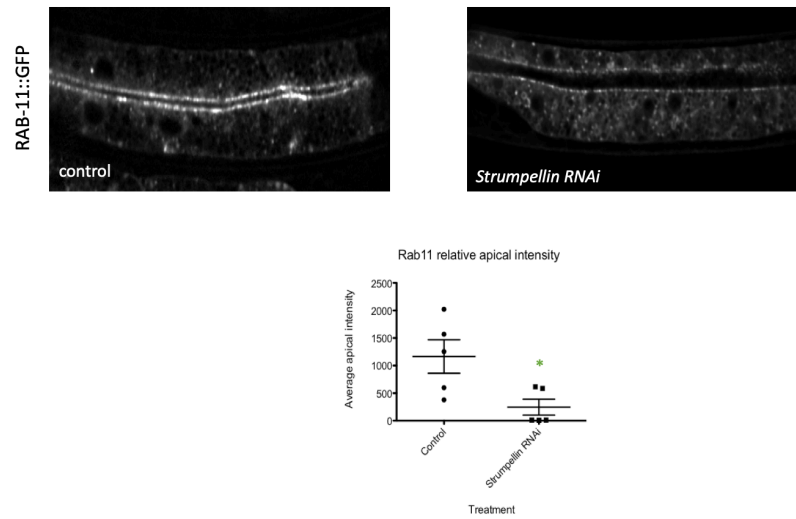 RAB-11::GFP
control
Strumpellin RNAi
Rab11 relative apical intensity
Average apical intensity
2500
2000
1500
1000
500
0
*
Control
Strumpellin RNAi
Treatment